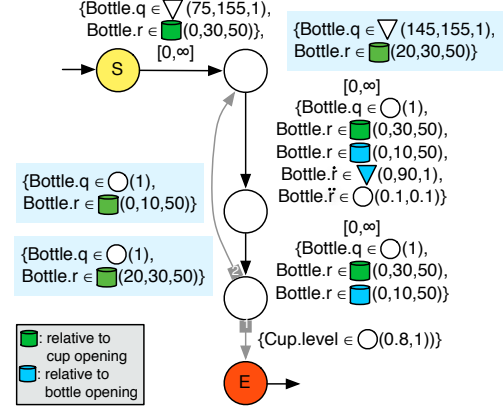 {Bottle.q ∈ ▽(75,155,1),
Bottle.r ∈ (0,30,50)},
[0,∞]
S
{Bottle.q ∈ ▽(145,155,1),
Bottle.r ∈ (20,30,50)}
[0,∞]
{Bottle.q ∈ ◯(1),
Bottle.r ∈ (0,30,50),
Bottle.r ∈ (0,10,50),
Bottle.ṙ ∈ ▼(0,90,1),
Bottle.r̈ ∈ ◯(0.1,0.1)}
{Bottle.q ∈ ◯(1),
Bottle.r ∈ (0,10,50)}
[0,∞]
{Bottle.q ∈ ◯(1),
Bottle.r ∈ (0,30,50),
Bottle.r ∈ (0,10,50)}
{Bottle.q ∈ ◯(1),
Bottle.r ∈ (20,30,50)}
2
1
{Cup.level ∈ ◯(0.8,1))}
: relative to
cup opening
: relative to
bottle opening
E